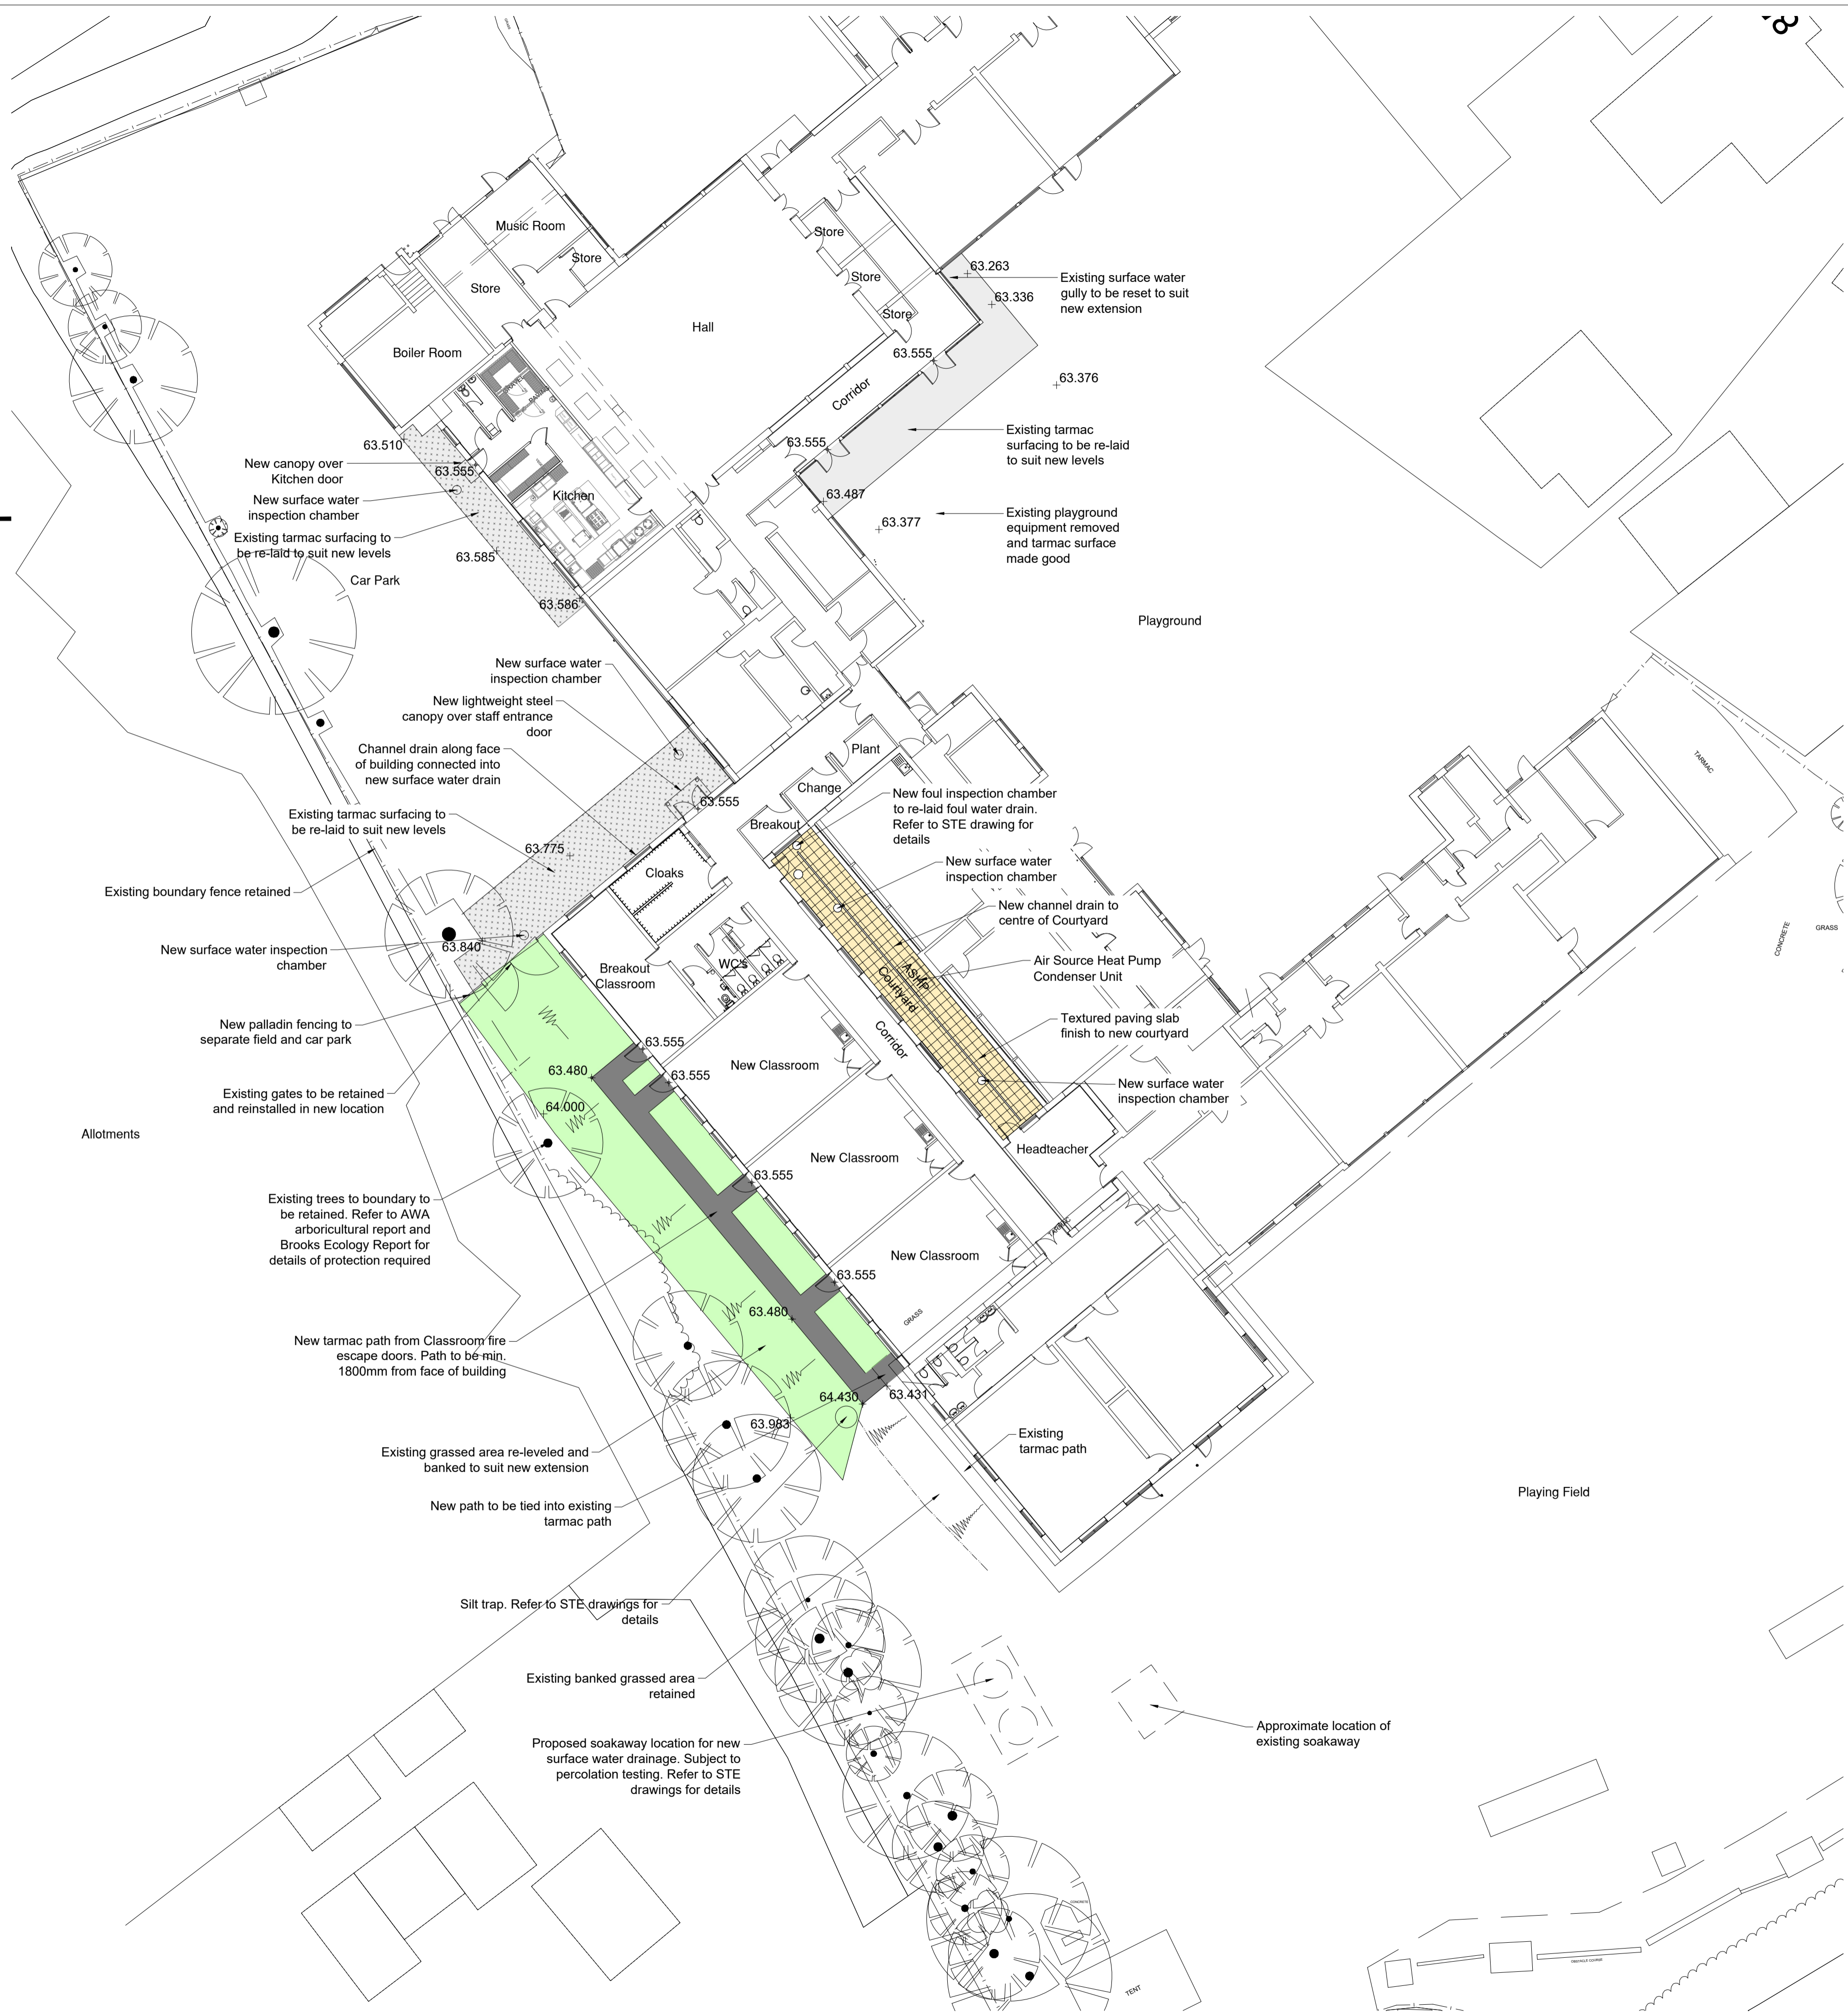 Music Room
Store
Store
Store
Store
Store
Hall
Boiler Room
Corridor
Kitchen
63.263
63.336
Existing surface water
gully to be reset to suit
new extension
63.555
63.376
63.555
Existing tarmac
surfacing to be re-laid
to suit new levels
63.487
63.377
Existing playground
equipment removed
and tarmac surface
made good
Playground
63.510
New canopy over
Kitchen door
63.555
New surface water
inspection chamber
Existing tarmac surfacing to
be re-laid to suit new levels
63.585
63.586
Car Park
New surface water
inspection chamber
New lightweight steel
canopy over staff entrance
door
Channel drain along face
of building connected into
new surface water drain
63.555
Existing tarmac surfacing to
be re-laid to suit new levels
63.775
Existing boundary fence retained
63.840
New surface water inspection
chamber
New palladin fencing to
separate field and car park
Existing gates to be retained
and reinstalled in new location
Allotments
Plant
Change
Breakout
Cloaks
WC's
Breakout
Classroom
New foul inspection chamber
to re-laid foul water drain.
Refer to STE drawing for
details
New surface water
inspection chamber
New channel drain to
centre of Courtyard
Air Source Heat Pump
Condenser Unit
ASHP
Courtyard
Corridor
Textured paving slab
finish to new courtyard
New surface water
inspection chamber
Headteacher
63.555
63.480
63.555
64.000
New Classroom
New Classroom
63.555
New Classroom
63.555
63.480
TARMAC
GRASS
TARMAC
CONCRETE
GRASS
Existing trees to boundary to
be retained. Refer to AWA
arboricultural report and
Brooks Ecology Report for
details of protection required
New tarmac path from Classroom fire
escape doors. Path to be min.
1800mm from face of building
64.430
63.431
63.983
Existing
tarmac path
Existing grassed area re-leveled and
banked to suit new extension
New path to be tied into existing
tarmac path
Playing Field
Silt trap. Refer to STE drawings for
details
Existing banked grassed area
retained
Proposed soakaway location for new
surface water drainage. Subject to
percolation testing. Refer to STE
drawings for details
Approximate location of
existing soakaway
CONCRETE
TENT